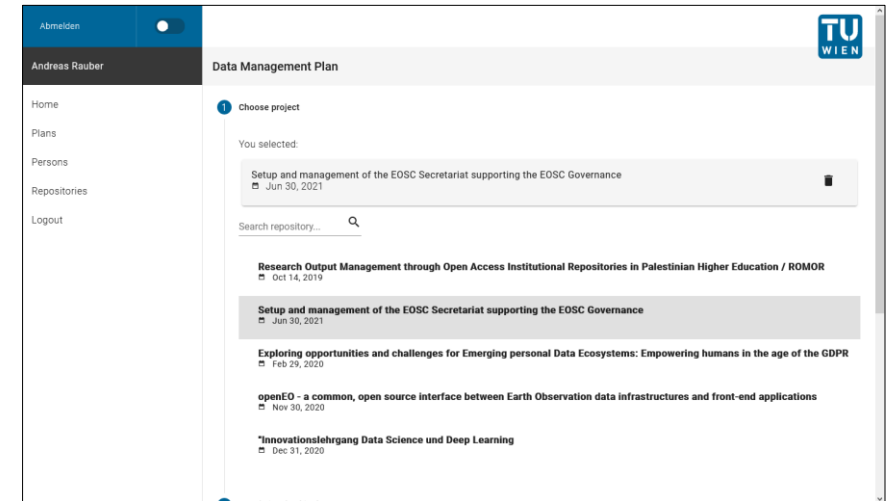 Abmelden
TU
WIEN
Andreas Rauber
Data Management Plan
Home
Plans
Persons
Repositories
Logout
1 Choose project
You selected:
Setup and management of the EOSC Secretariat supporting the EOSC Governance
Jun 30, 2021
Search repository...
Research Output Management through Open Access Institutional Repositories in Palestinian Higher Education / ROMOR
Oct 14, 2019
Setup and management of the EOSC Secretariat supporting the EOSC Governance
Jun 30, 2021
Exploring opportunities and challenges for Emerging personal Data Ecosystems: Empowering humans in the age of the GDPR
Feb 29, 2020
openEO - a common, open source interface between Earth Observation data infrastructures and front-end applications
Nov 30, 2020
"Innovationslehrgang Data Science und Deep Learning
Dec 31, 2020